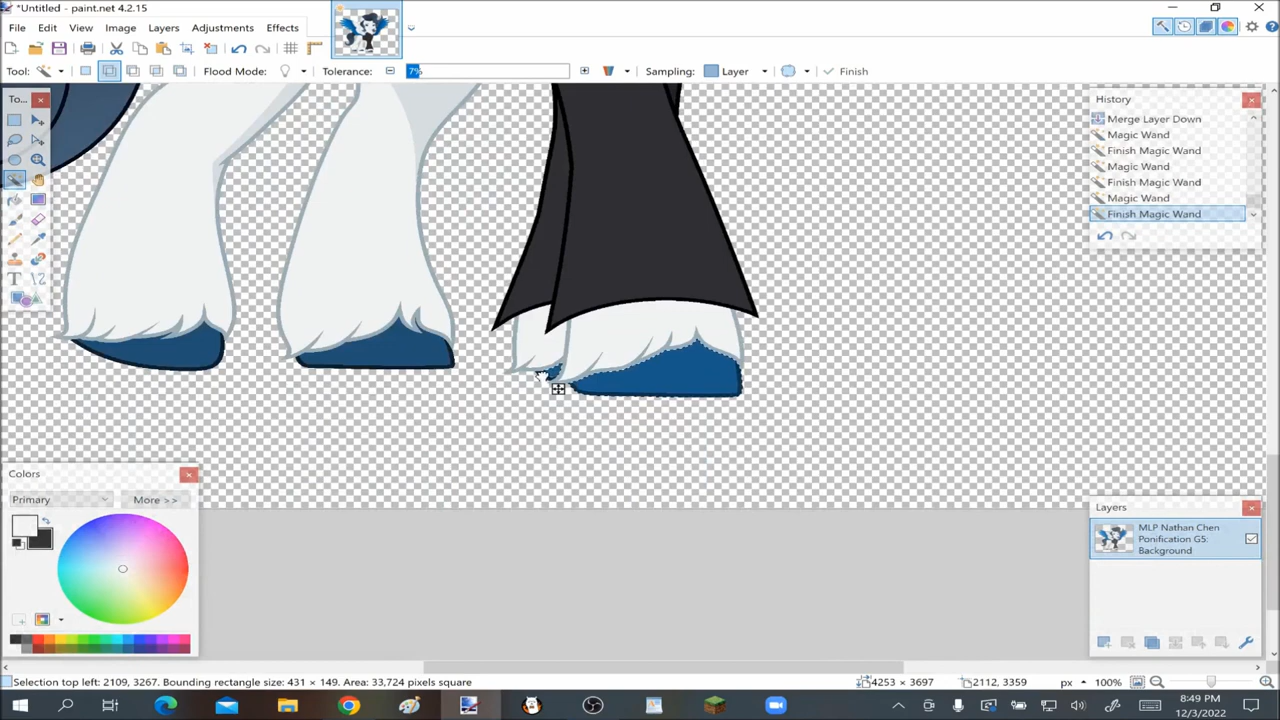 *Untitled - paint.net 4.2.15
File Edit View Image Layers Adjustments Effects
Tool: Flood Mode: Tolerance: 7% Sampling: Layer Finish
To...
History
Merge Layer Down
Magic Wand
Finish Magic Wand
Magic Wand
Finish Magic Wand
Magic Wand
Finish Magic Wand
Colors
Primary More >>
Layers
MLP Nathan Chen
Ponification G5:
Background
Selection top left: 2109, 3267. Bounding rectangle size: 431 × 149. Area: 33,724 pixels square
4253 × 3697
2112, 3359
px
100%
8:49 PM
12/3/2022